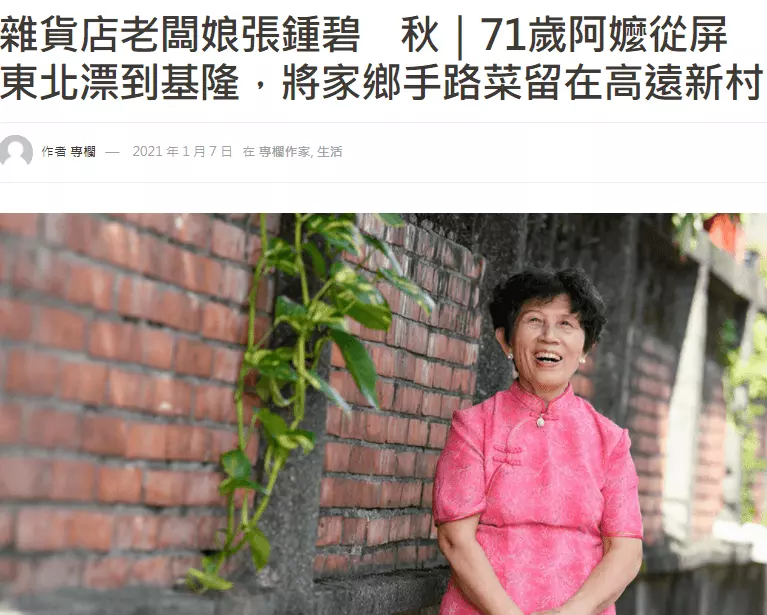 雜貨店老闆娘張鍾碧 秋｜71歲阿嬤從屏
東北漂到基隆，將家鄉手路菜留在高遠新村
作者 專欄 — 2021 年 1 月 7 日 在 專欄作家, 生活